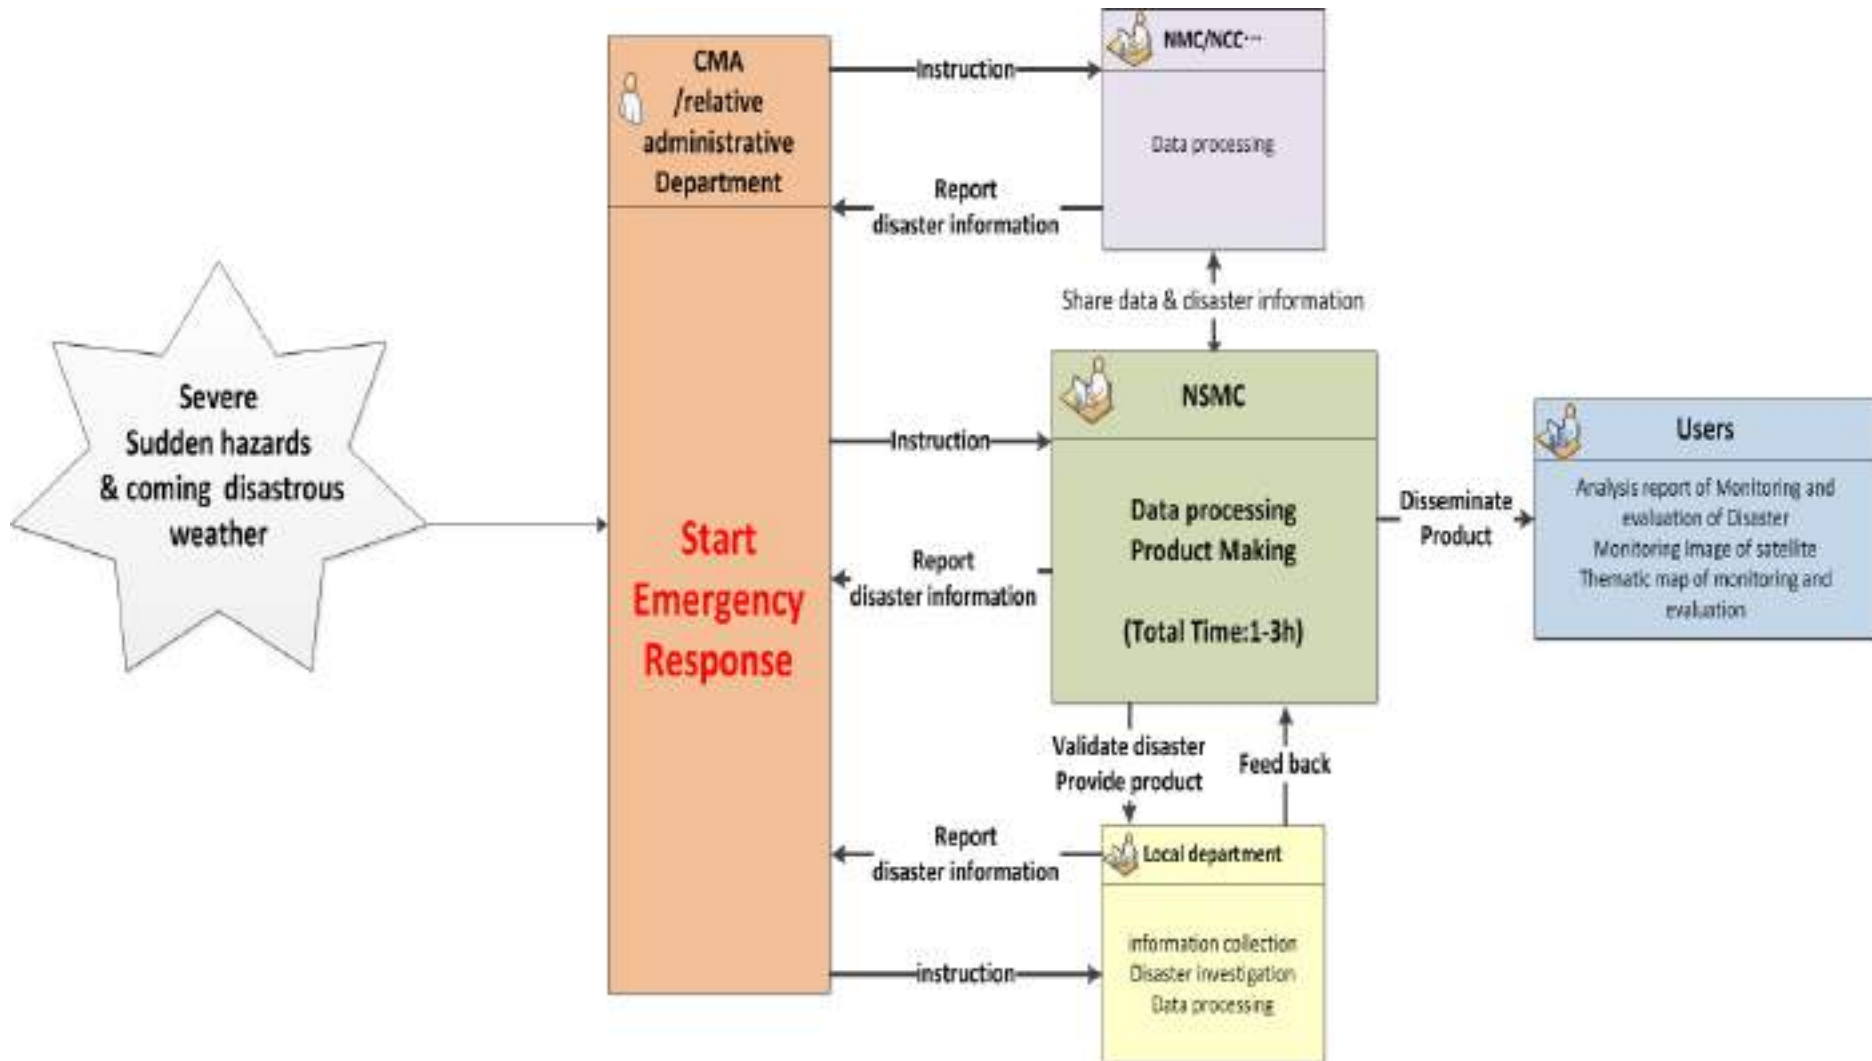 Severe
Sudden hazards
& coming disastrous
weather
CMA
/relative
administrative
Department
Start
Emergency
Response
Instruction
Report
disaster information
NMC/NCC···
Data processing
Share data & disaster information
Instruction
Report
disaster information
NSMC
Data processing
Product Making
(Total Time:1-3h)
Disseminate
Product
Users
Analysis report of Monitoring and
evaluation of Disaster
Monitoring Image of satellite
Thematic map of monitoring and
evaluation
Validate disaster
Provide product
Feed back
Report
disaster information
instruction
Local department
information collection
Disaster investigation
Data processing